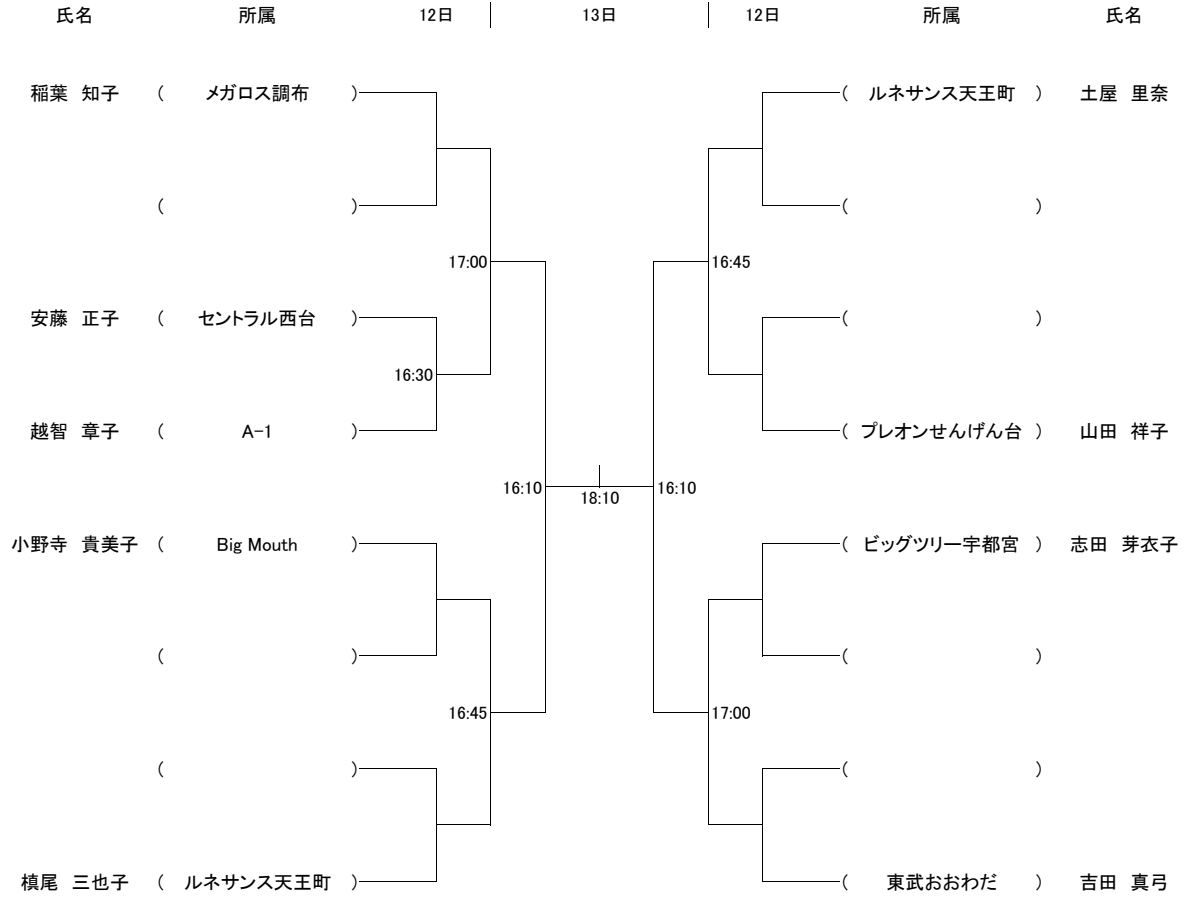 氏名 所属 12日 13日 12日 所属 氏名
稲葉 知子 ( メガロス調布 ) ( ルネサンス天王町 ) 土屋 里奈
( ) ( )
17:00 16:45
安藤 正子 ( セントラル西台 ) ( )
16:30
越智 章子 ( A-1 ) ( プレオンせんげん台 ) 山田 祥子
16:10 18:10 16:10
小野寺 貴美子 ( Big Mouth ) ( ビッグツリー宇都宮 ) 志田 芽衣子
( ) ( )
16:45 17:00
( ) ( )
槙尾 三也子 ( ルネサンス天王町 ) ( 東武おおわだ ) 吉田 真弓